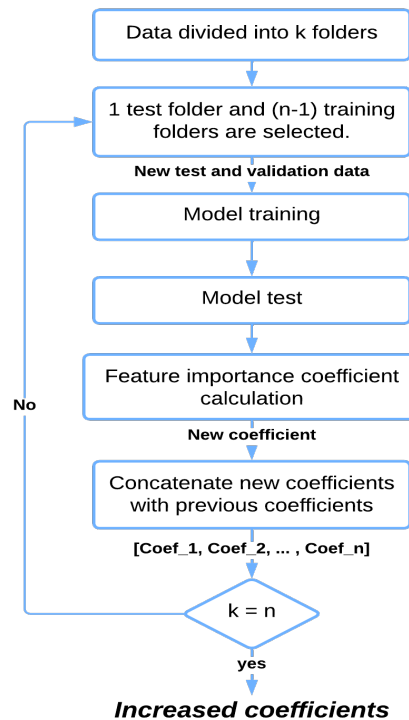 Data divided into k folders
1 test folder and (n-1) training
folders are selected.
New test and validation data
Model training
Model test
Feature importance coefficient
calculation
No
New coefficient
Concatenate new coefficients
with previous coefficients
[Coef_1, Coef_2, ... , Coef_n]
k = n
yes
Increased coefficients